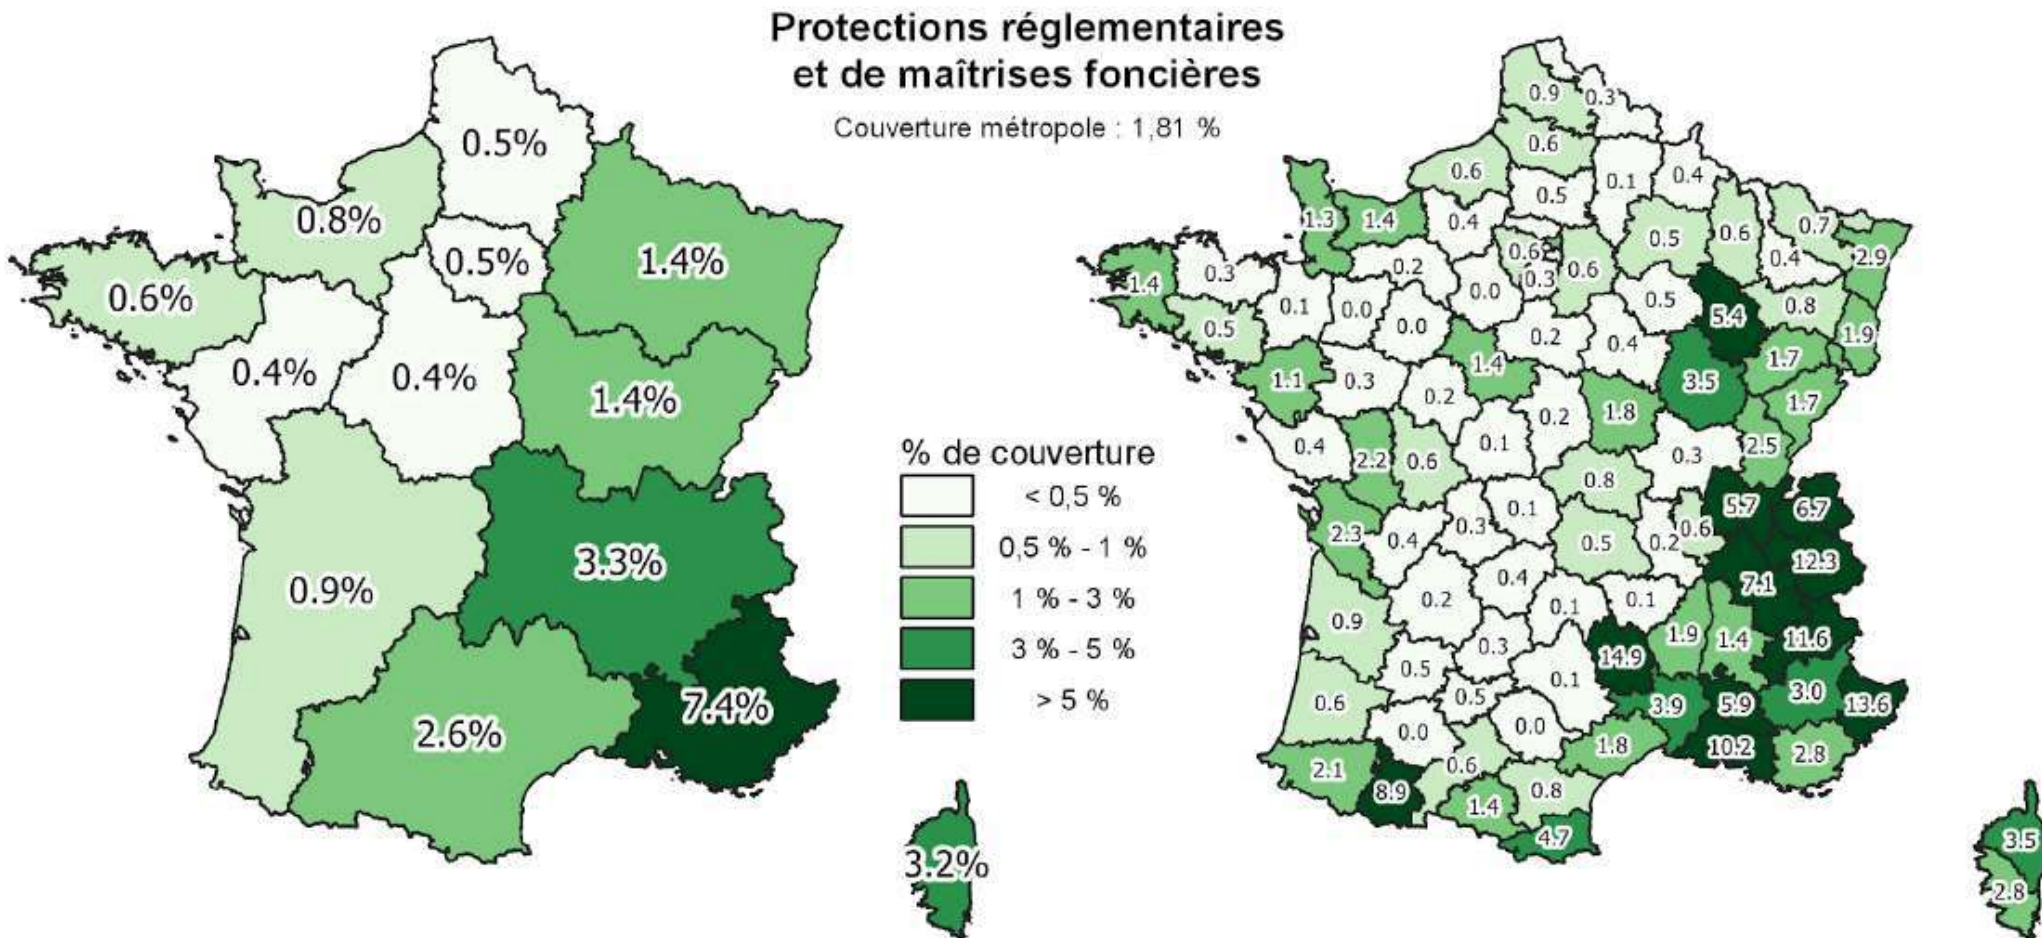 Protections réglementaires
et de maîtrises foncières
Couverture métropole : 1,81 %
0.5%
0.8%
0.5%
1.4%
0.6%
0.4%
0.4%
1.4%
0.9%
3.3%
2.6%
7.4%
3.2%
% de couverture
< 0,5 %
0,5 % - 1 %
1 % - 3 %
3 % - 5 %
> 5 %
0.9 0.3
0.6
0.6 0.5 0.1 0.4
1.3 1.4 0.4 0.6 0.6 0.5 0.6 0.7 2.9
1.4 0.3 0.2 0.0 0.3 0.5 0.4
0.5 0.1 0.0 0.0 0.2 0.4 5.4 0.8 1.9
1.1 0.3 0.2 1.4 0.2 1.8 3.5 1.7 1.7
0.4 2.2 0.6 0.1 0.8 0.3 2.5
2.3 0.4 0.3 0.1 0.5 0.2 0.6 5.7 6.7
0.9 0.2 0.4 0.1 0.1 7.1 12.3
0.5 0.3 14.9 1.9 1.4 11.6
0.6 0.5 0.1 3.9 5.9 3.0 13.6
2.1 0.0 0.6 0.0 1.8 10.2 2.8
8.9 1.4 0.8
4.7
3.5
2.8